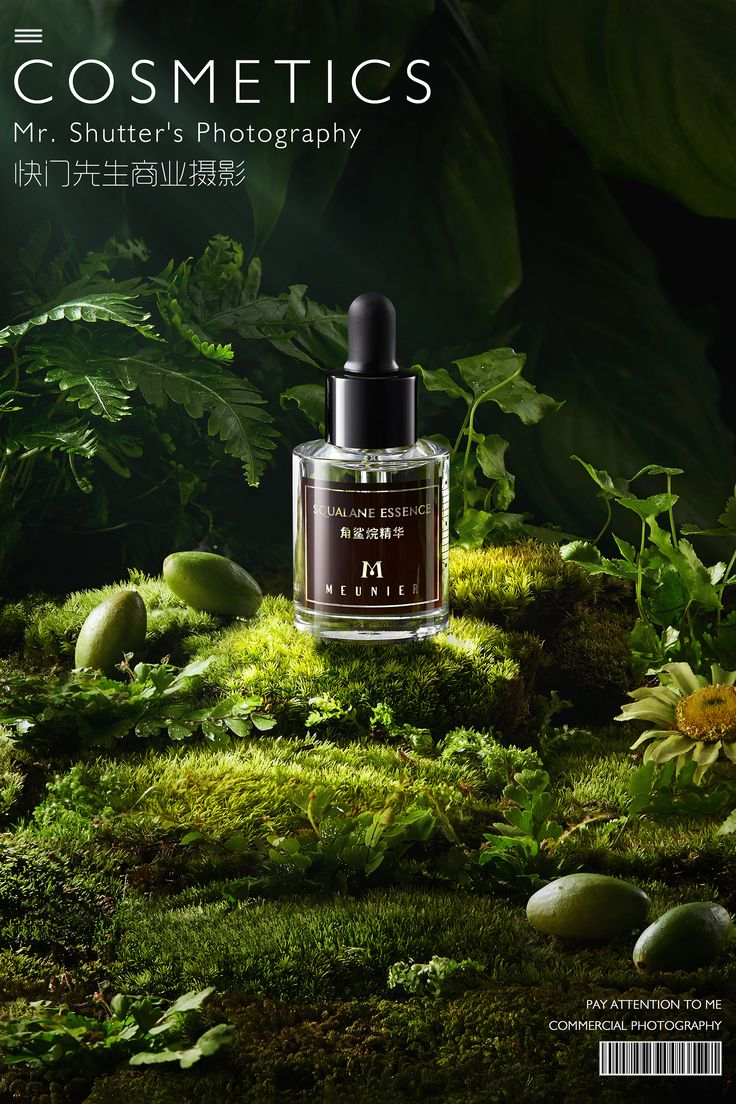 COSMETICS
Mr. Shutter's Photography
快门先生商业摄影
SQUALANE ESSENCE
角鲨烷精华
M
MEUNIER
PAY ATTENTION TO ME
COMMERCIAL PHOTOGRAPHY